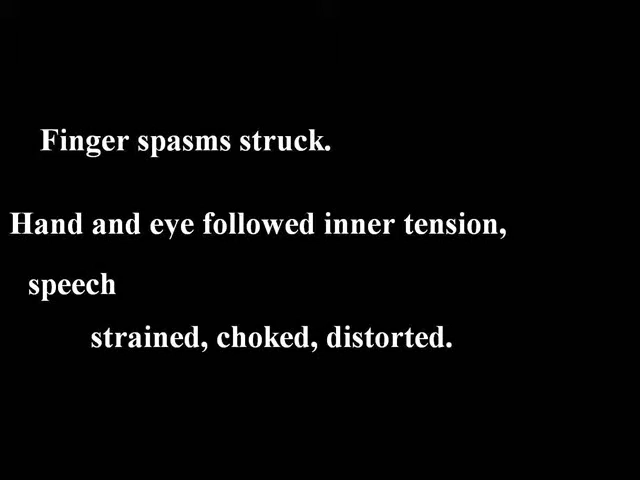 Finger spasms struck.
Hand and eye followed inner tension,
speech
strained, choked, distorted.